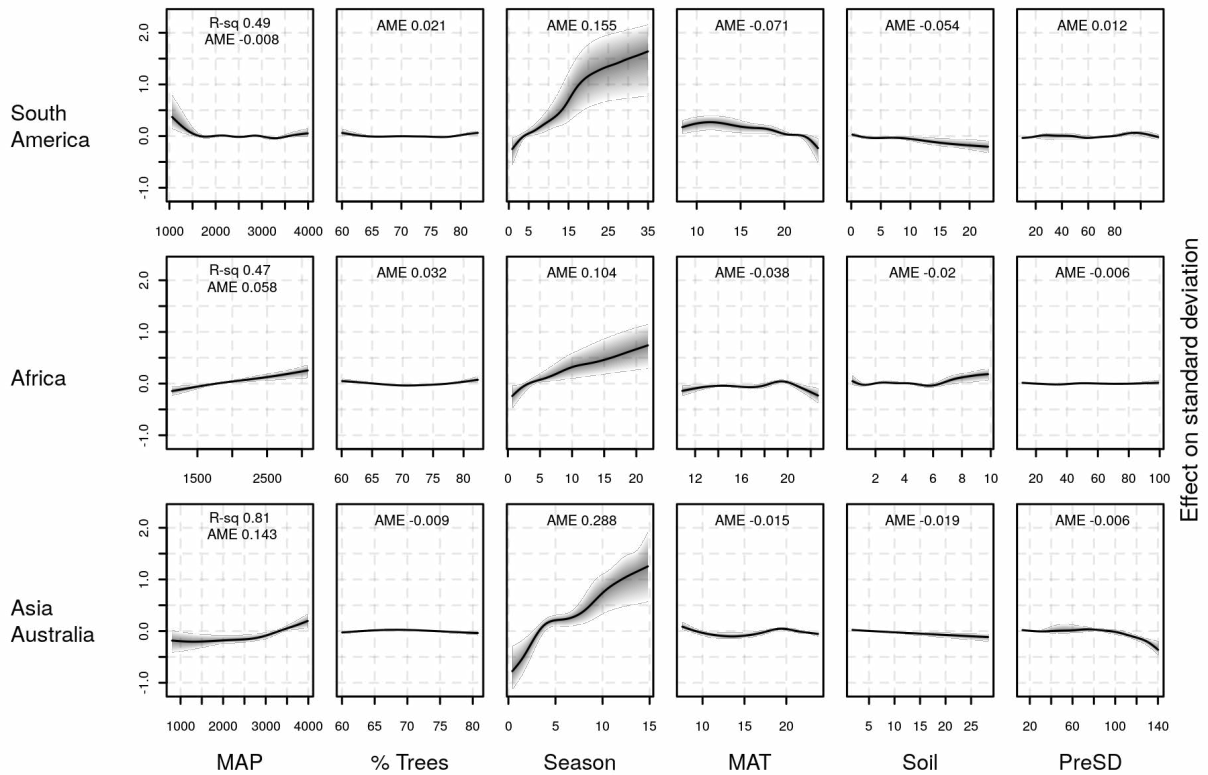 R-sq 0.49
AME -0.008
AME 0.021
AME 0.155
AME -0.071
AME -0.054
AME 0.012
2.0
1.0
0.0
-1.0
South
America
1000 2000 3000 4000
60 65 70 75 80
0 5 15 25 35
10 15 20
0 5 10 15 20
20 40 60 80
R-sq 0.47
AME 0.058
AME 0.032
AME 0.104
AME -0.038
AME -0.02
AME -0.006
2.0
1.0
0.0
-1.0
Africa
1500 2500
60 65 70 75 80
0 5 10 15 20
12 14 16 18 20
2 4 6 8 10
20 40 60 80 100
R-sq 0.81
AME 0.143
AME -0.009
AME 0.288
AME -0.015
AME -0.019
AME -0.006
2.0
1.0
0.0
-1.0
Asia
Australia
1000 2000 3000 4000
60 65 70 75 80
0 5 10 15
10 15 20
5 10 15 20 25
20 60 100 140
MAP
% Trees
Season
MAT
Soil
PreSD
Effect on standard deviation